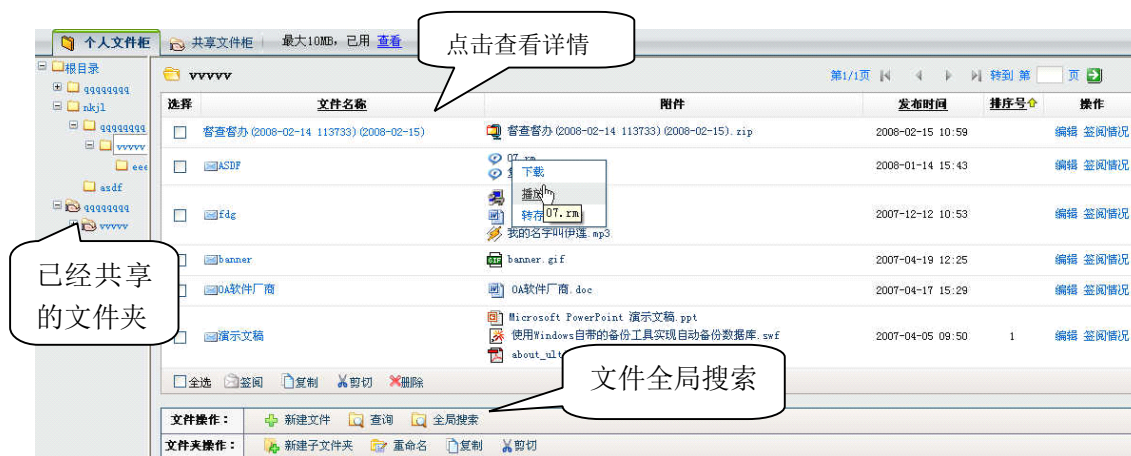 个人文件柜 共享文件柜 最大10MB，已用 查看
点击查看详情
根目录
qqqqqqqq
nkjl
qqqqqqqq
vvvvv
eee
asdf
qqqqqqqq
vvvvv
已经共享
的文件夹
vvvvv 第1/1页 转到 第 页
选择 文件名称 附件 发布时间 排序号 操作
督查督办(2008-02-14 113733)(2008-02-15) 督查督办(2008-02-14 113733)(2008-02-15).zip 2008-02-15 10:59 编辑 签阅情况
ASDF 07.rm 2008-01-14 15:43 编辑 签阅情况
下载
播放
转存
07.rm
fdg 2007-12-12 10:53 编辑 签阅情况
我的名字叫伊莲.mp3
banner banner.gif 2007-04-19 12:25 编辑 签阅情况
OA软件厂商 OA软件厂商.doc 2007-04-17 15:29 编辑 签阅情况
Microsoft PowerPoint 演示文稿.ppt
演示文稿 使用Windows自带的备份工具实现自动备份数据库.swf 2007-04-05 09:50 1 编辑 签阅情况
about_ult
文件全局搜索
全选 签阅 复制 剪切 删除
文件操作： 新建文件 查询 全局搜索
文件夹操作： 新建子文件夹 重命名 复制 剪切